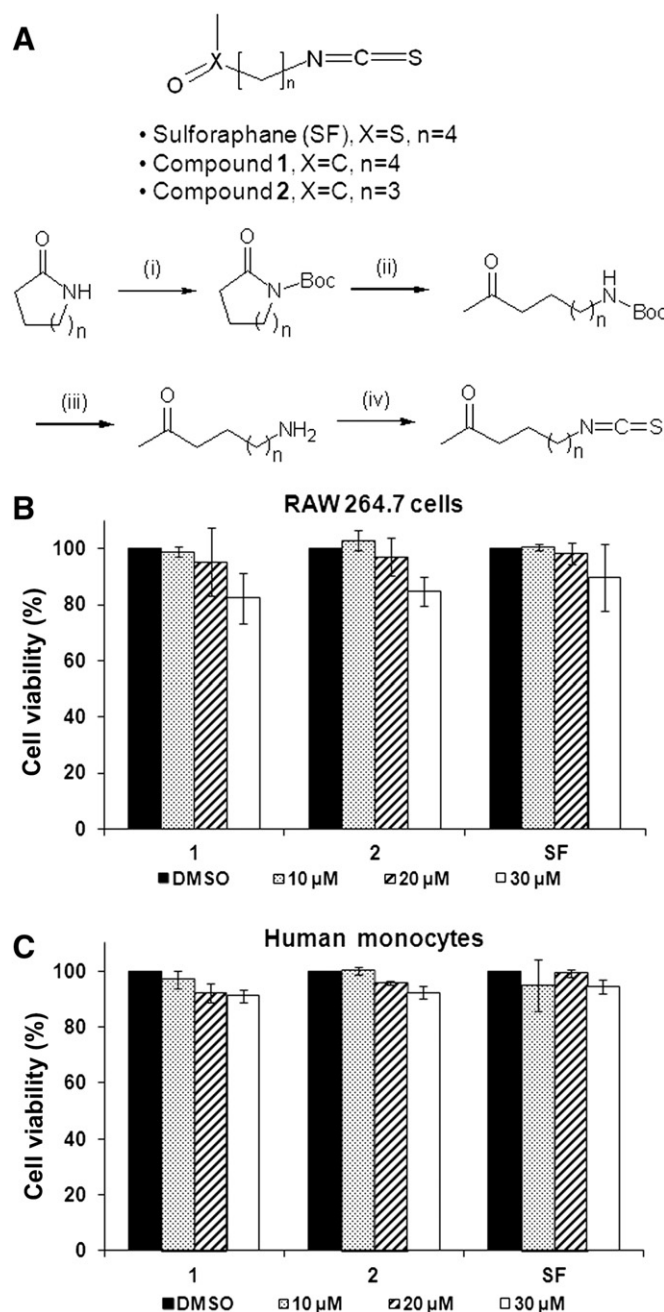 A
X
O
[ ]n
N=C=S
• Sulforaphane (SF), X=S, n=4
• Compound 1, X=C, n=4
• Compound 2, X=C, n=3
O
NH
( )n
(i)
O
N
Boc
( )n
(ii)
O
( )n
H
N
Boc
(iii)
O
( )n
NH2
(iv)
O
( )n
N=C=S
B
RAW 264.7 cells
Cell viability (%)
100
80
60
40
20
0
1 2 SF
DMSO 10 µM 20 µM 30 µM
C
Human monocytes
Cell viability (%)
100
80
60
40
20
0
1 2 SF
DMSO 10 µM 20 µM 30 µM